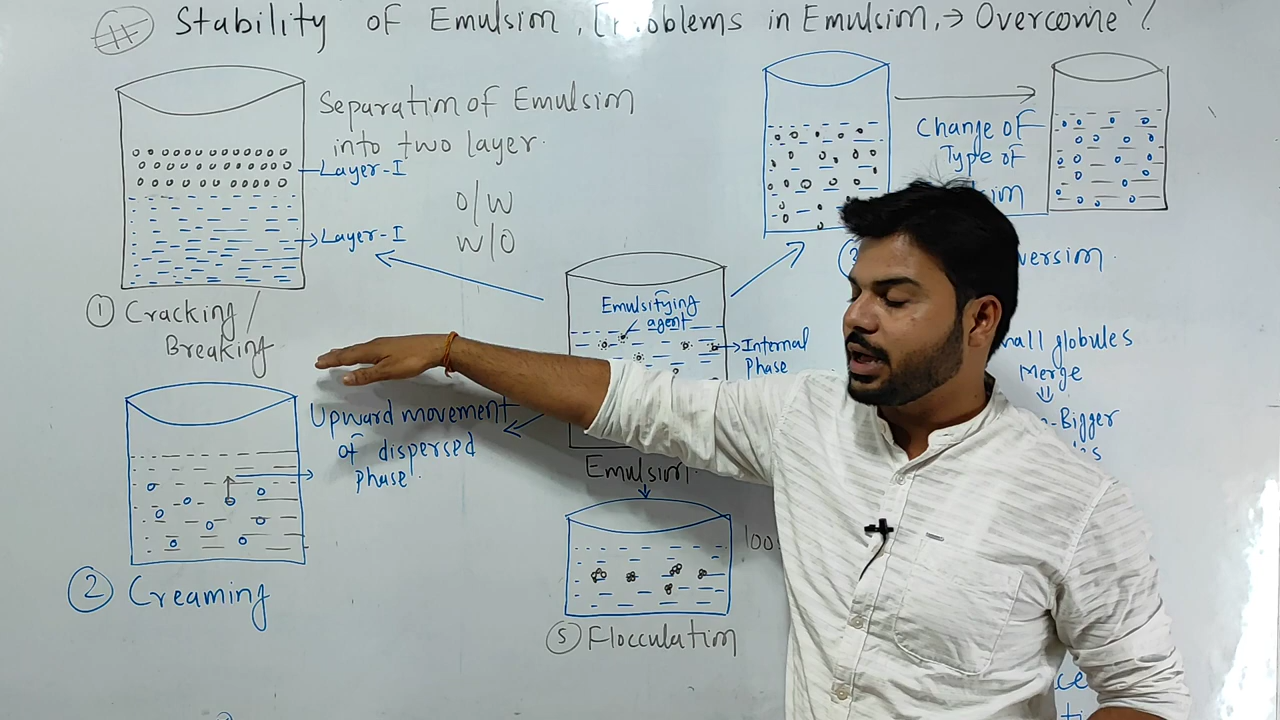 Stability of Emulsim, Problems in Emulsim, → Overcome ?
Separatim of Emulsim
into two layer.
Layer-I
Layer-I
O/W
W/O
① Cracking /
Breaking
Change of
Type of
③
version.
Emulsifying
agent
Internal
phase
Emulsim.
Upward movement
of dispersed
phase.
② Creaming
globules
Merge
⇓
Bigger
⑤ Flocculatim